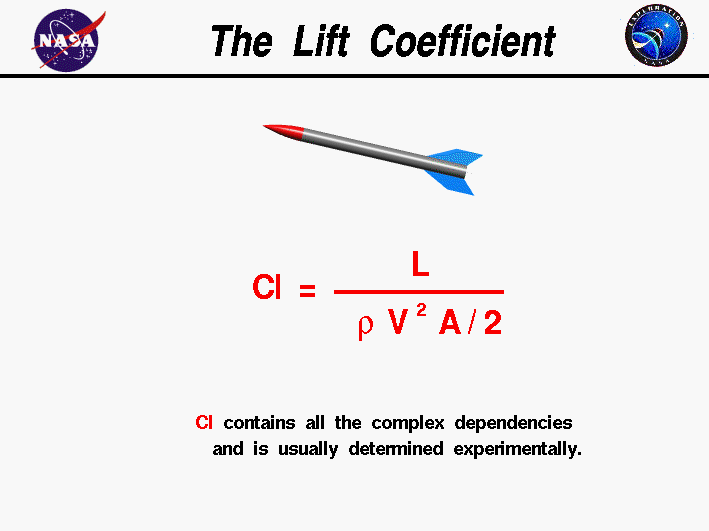 NASA
The Lift Coefficient
EXPLORATION
NASA
Cl = L
ρ V² A / 2
Cl contains all the complex dependencies
and is usually determined experimentally.